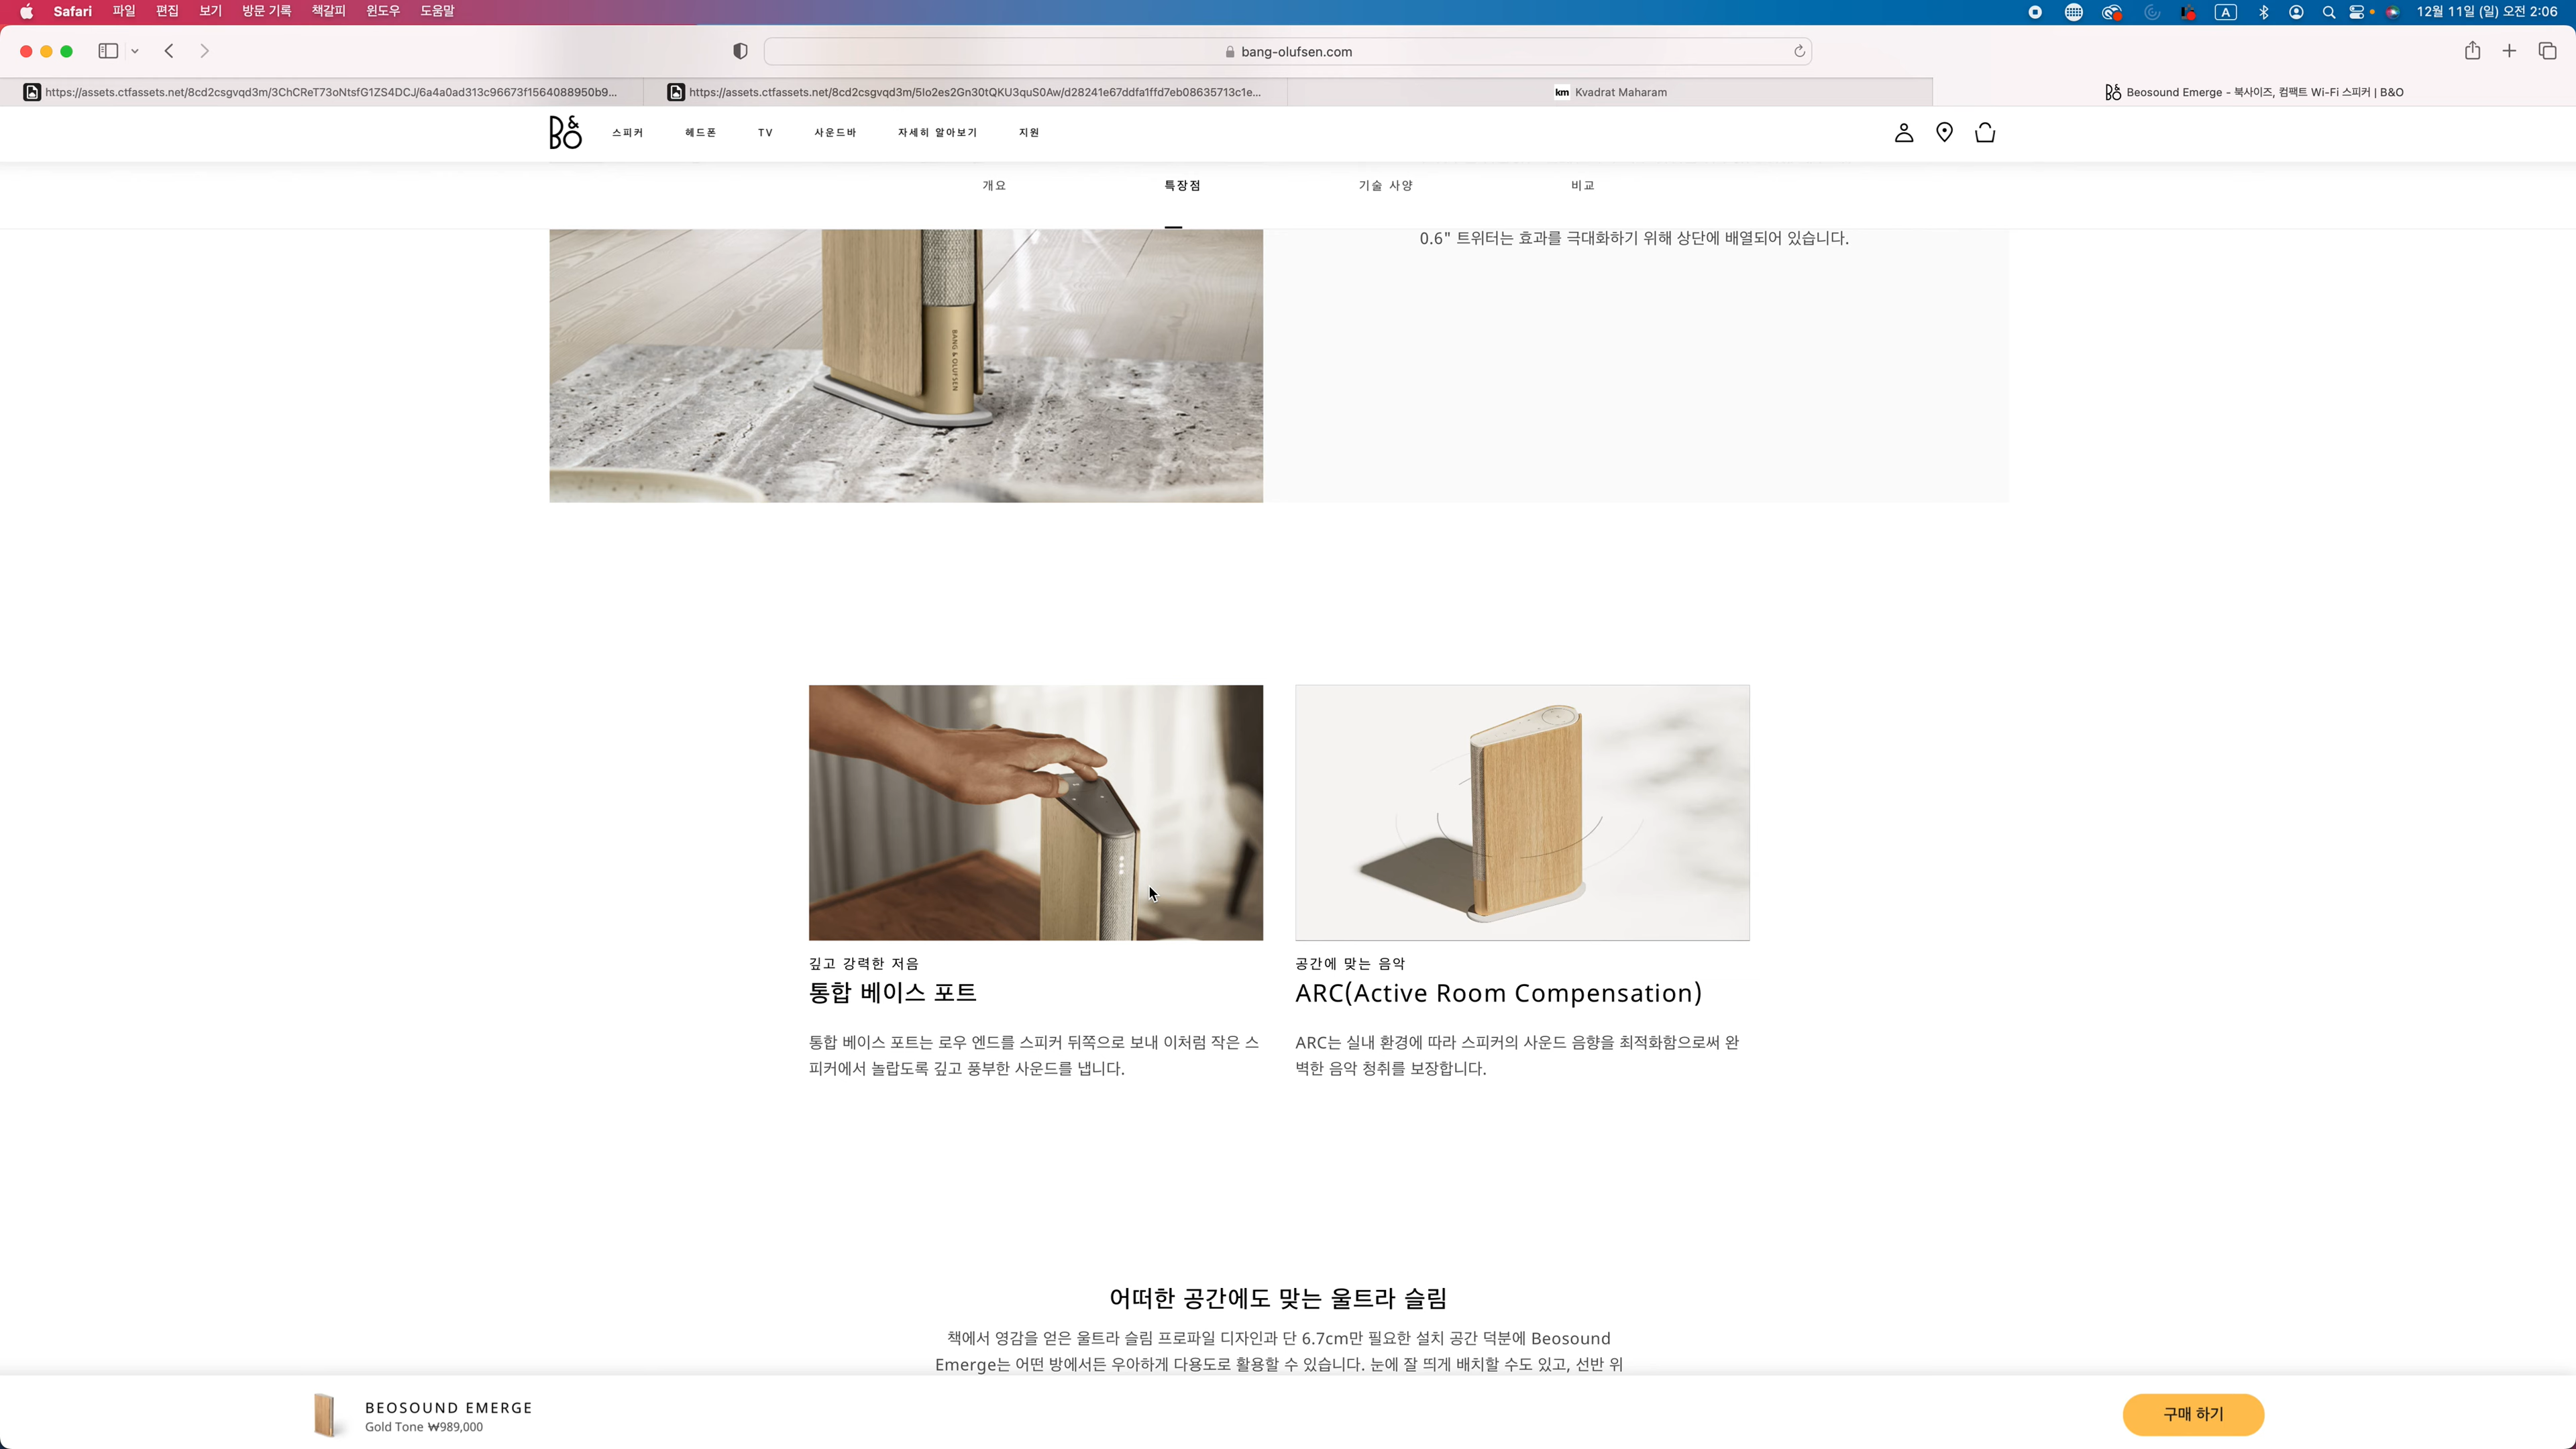 Safari 파일 편집 보기 방문 기록 책갈피 윈도우 도움말
A 12월 11일 (일) 오전 2:06
bang-olufsen.com
https://assets.ctfassets.net/8cd2csgvqd3m/3ChCReT73oNtsfG1ZS4DCJ/6a4a0ad313c96673f1564088950b9...
https://assets.ctfassets.net/8cd2csgvqd3m/5Io2es2Gn30tQKU3quS0Aw/d28241e67ddfa1ffd7eb08635713c1e...
km Kvadrat Maharam
B&O Beosound Emerge - 북사이즈, 컴팩트 Wi-Fi 스피커 | B&O
B&O 스피커 헤드폰 TV 사운드바 자세히 알아보기 지원
개요 특장점 기술 사양 비교
0.6" 트위터는 효과를 극대화하기 위해 상단에 배열되어 있습니다.
BANG & OLUFSEN
깊고 강력한 저음
통합 베이스 포트
통합 베이스 포트는 로우 엔드를 스피커 뒤쪽으로 보내 이처럼 작은 스
피커에서 놀랍도록 깊고 풍부한 사운드를 냅니다.
공간에 맞는 음악
ARC(Active Room Compensation)
ARC는 실내 환경에 따라 스피커의 사운드 음향을 최적화함으로써 완
벽한 음악 청취를 보장합니다.
어떠한 공간에도 맞는 울트라 슬림
책에서 영감을 얻은 울트라 슬림 프로파일 디자인과 단 6.7cm만 필요한 설치 공간 덕분에 Beosound
Emerge는 어떤 방에서든 우아하게 다용도로 활용할 수 있습니다. 눈에 잘 띄게 배치할 수도 있고, 선반 위
BEOSOUND EMERGE
Gold Tone ₩989,000
구매 하기